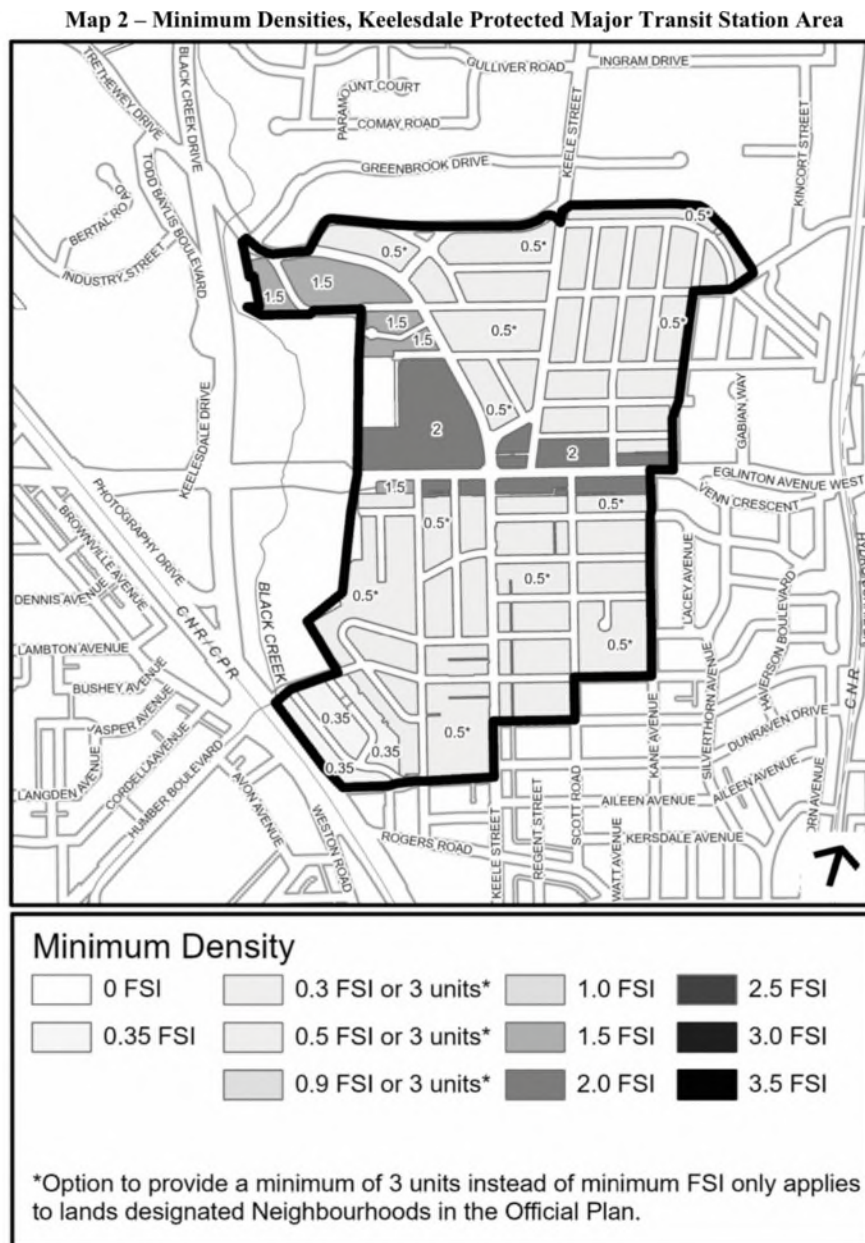 Map 2 – Minimum Densities, Keelesdale Protected Major Transit Station Area
TRETHEWEY DRIVE
BLACK CREEK DRIVE
PARAMOUNT COURT
GULLIVER ROAD
INGRAM DRIVE
COMAY ROAD
KEELE STREET
KINCORT STREET
TODD BAYLIS BOULEVARD
GREENBROOK DRIVE
BERTAL ROAD
INDUSTRY STREET
0.5*
0.5*
0.5*
1.5
1.5
1.5
1.5
0.5*
0.5*
0.5*
KEELESDALE DRIVE
GABIAN WAY
2
2
EGLINTON AVENUE WEST
VENN CRESCENT
PHOTOGRAPHY DRIVE
1.5
0.5*
0.5*
BROWNVILLE AVENUE
DENNIS AVENUE
CNR/CPR
BLACK CREEK
0.5*
0.5*
0.5*
LACEY AVENUE
HAVERSON BOULEVARD
LAMBTON AVENUE
BUSHEY AVENUE
JASPER AVENUE
CORDELLA AVENUE
LANGDEN AVENUE
HUMBER BOULEVARD
AVON AVENUE
0.35
0.35
0.35
0.5*
KANE AVENUE
SILVERTHORN AVENUE
DUNRAVEN DRIVE
C.N.R.
WESTON ROAD
ROGERS ROAD
KEELE STREET
REGENT STREET
SCOTT ROAD
AILEEN AVENUE
AILEEN AVENUE
KERSDALE AVENUE
WATT AVENUE
ORN AVENUE
Minimum Density
0 FSI
0.3 FSI or 3 units*
1.0 FSI
2.5 FSI
0.35 FSI
0.5 FSI or 3 units*
1.5 FSI
3.0 FSI
0.9 FSI or 3 units*
2.0 FSI
3.5 FSI
*Option to provide a minimum of 3 units instead of minimum FSI only applies
to lands designated Neighbourhoods in the Official Plan.